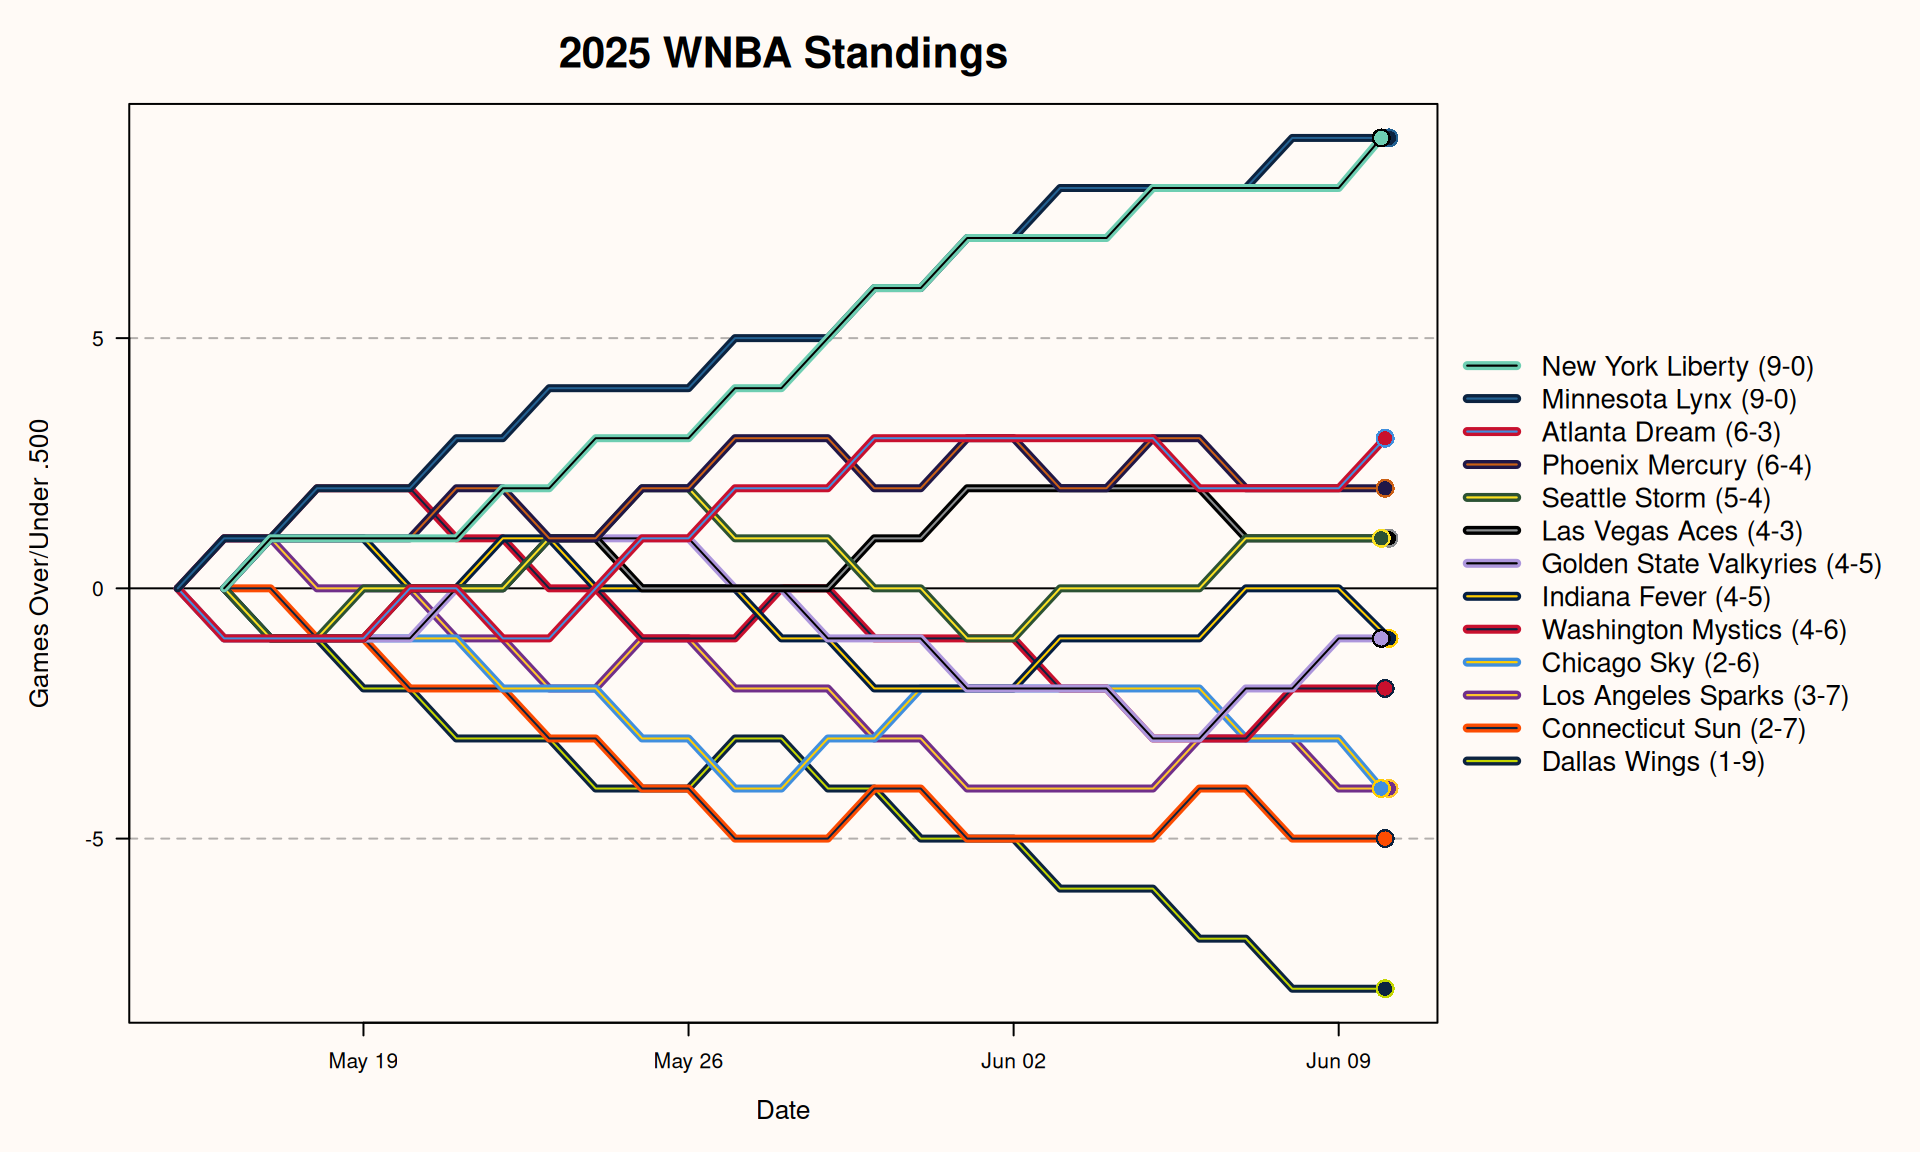 2025 WNBA Standings
Games Over/Under .500
5
0
-5
May 19
May 26
Jun 02
Jun 09
Date
New York Liberty (9-0)
Minnesota Lynx (9-0)
Atlanta Dream (6-3)
Phoenix Mercury (6-4)
Seattle Storm (5-4)
Las Vegas Aces (4-3)
Golden State Valkyries (4-5)
Indiana Fever (4-5)
Washington Mystics (4-6)
Chicago Sky (2-6)
Los Angeles Sparks (3-7)
Connecticut Sun (2-7)
Dallas Wings (1-9)